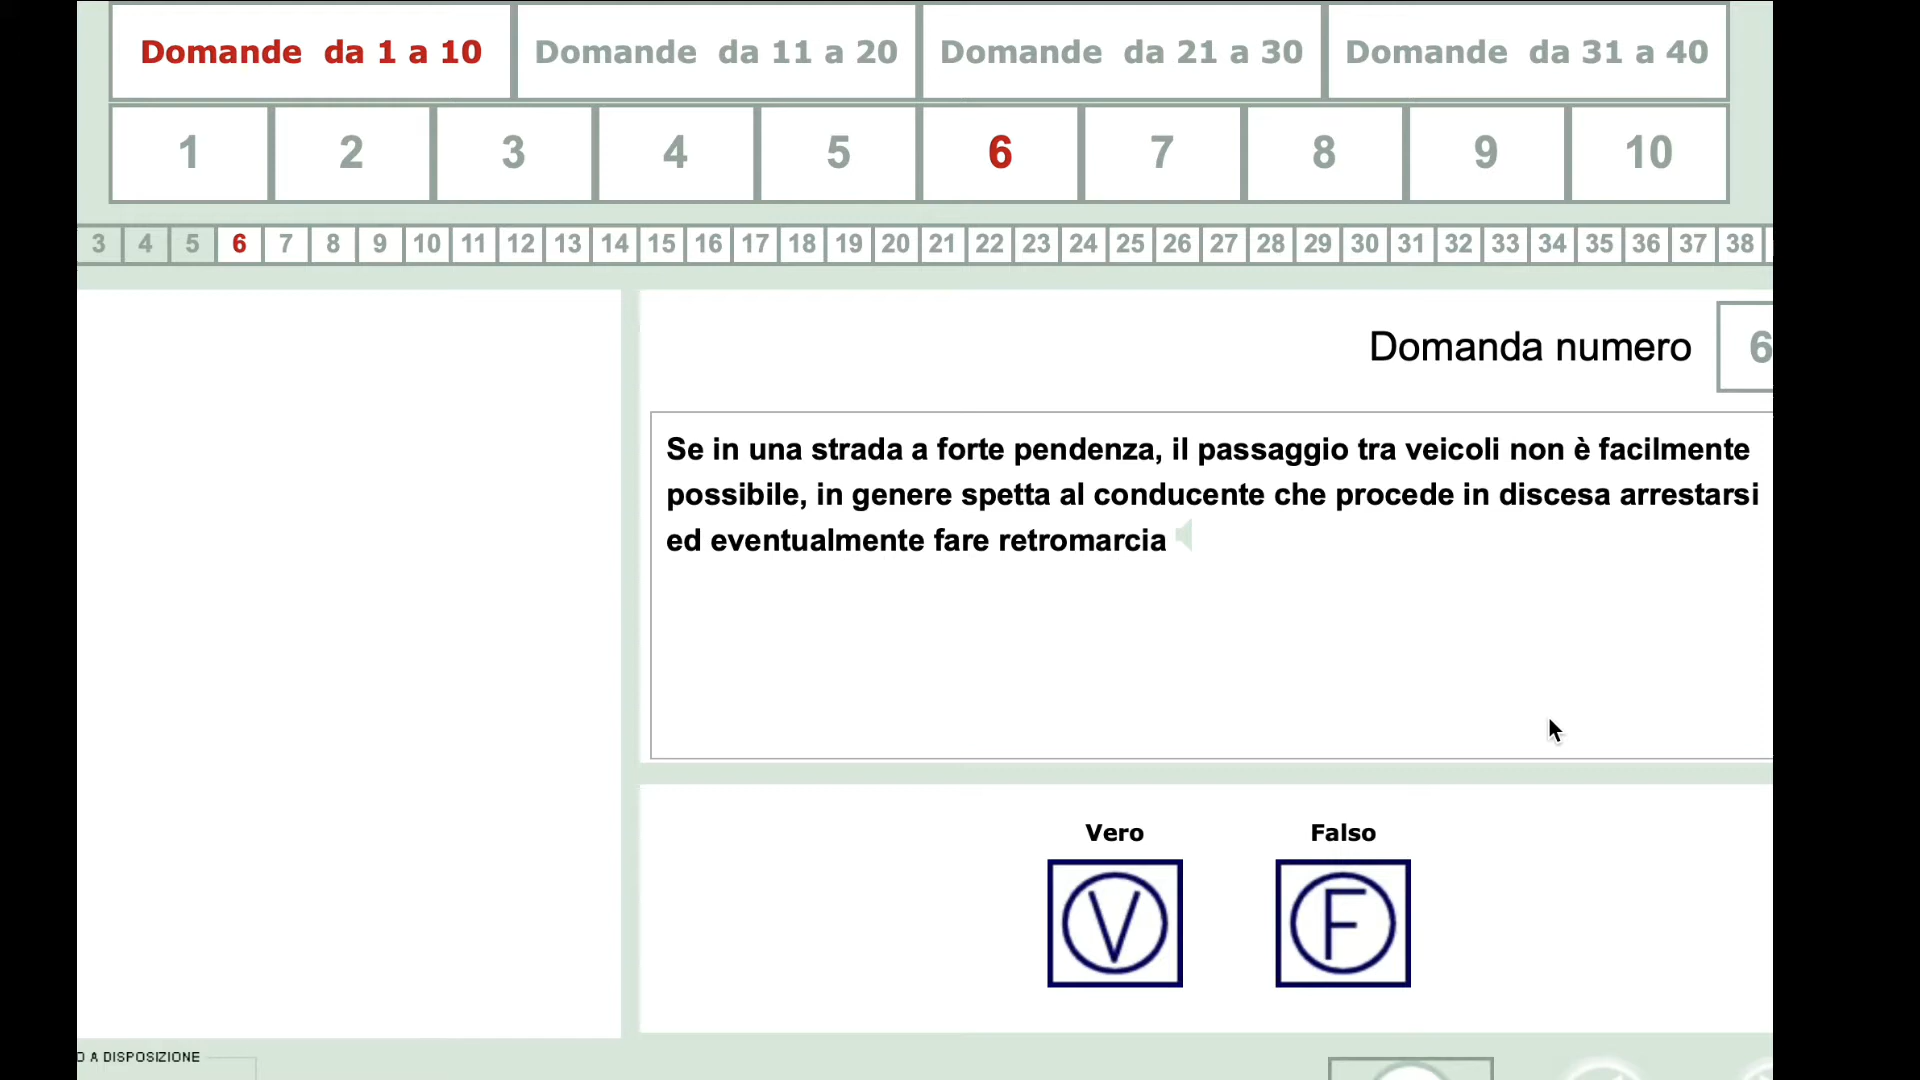 Domande da 1 a 10 Domande da 11 a 20 Domande da 21 a 30 Domande da 31 a 40
1 2 3 4 5 6 7 8 9 10
3 4 5 6 7 8 9 10 11 12 13 14 15 16 17 18 19 20 21 22 23 24 25 26 27 28 29 30 31 32 33 34 35 36 37 38
Domanda numero 6
Se in una strada a forte pendenza, il passaggio tra veicoli non è facilmente
possibile, in genere spetta al conducente che procede in discesa arrestarsi
ed eventualmente fare retromarcia
Vero Falso
V F
O A DISPOSIZIONE